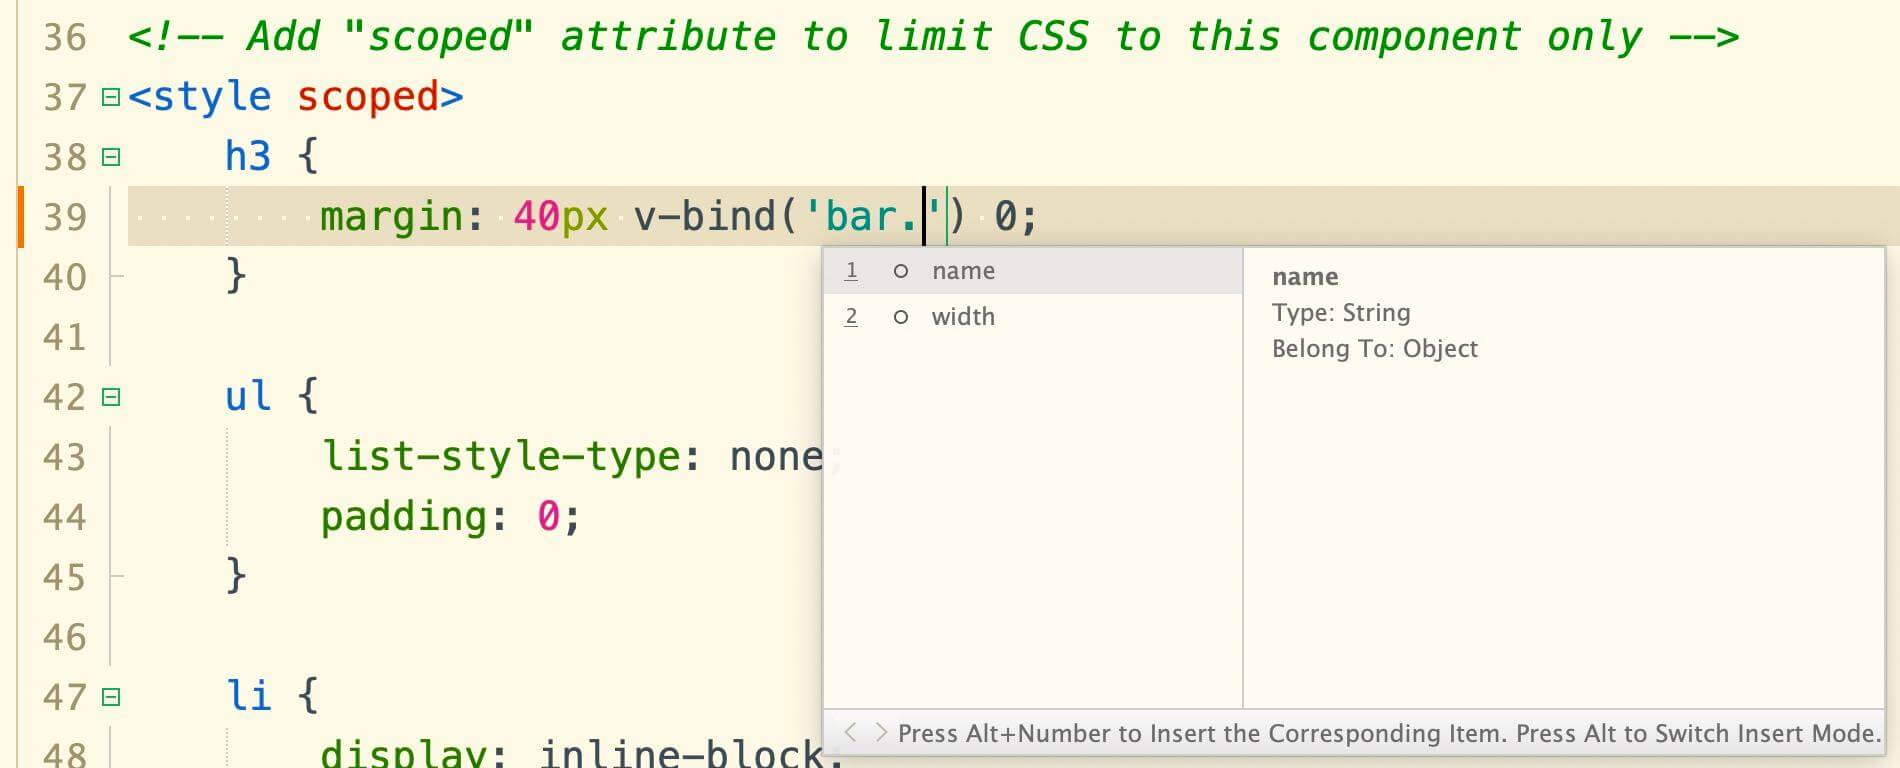 36 <!-- Add "scoped" attribute to limit CSS to this component only -->
37 <style scoped>
38 h3 {
39 margin: 40px v-bind('bar.') 0;
40 }
41
42 ul {
43 list-style-type: none;
44 padding: 0;
45 }
46
47 li {
48 display: inline-block;
1 name
2 width
name
Type: String
Belong To: Object
< > Press Alt+Number to Insert the Corresponding Item. Press Alt to Switch Insert Mode.